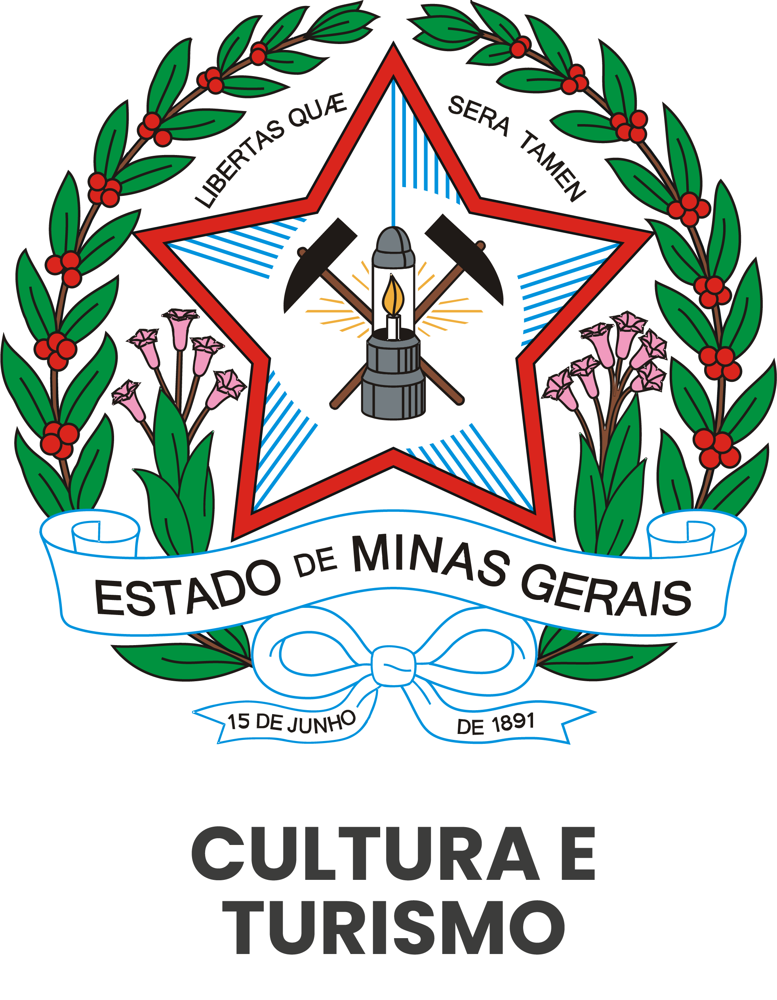 LIBERTAS QUÆ SERA TAMEN
ESTADO DE MINAS GERAIS
15 DE JUNHO DE 1891
CULTURA E
TURISMO